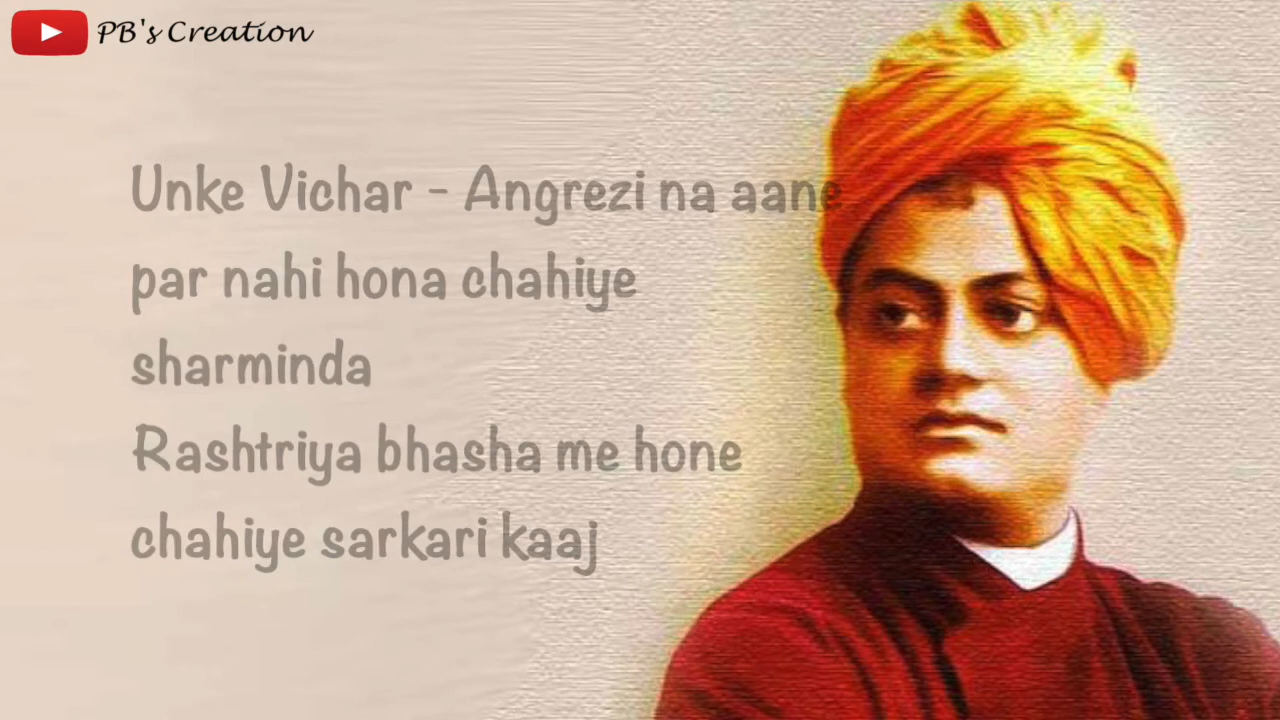 PB's Creation
Unke Vichar - Angrezi na aane
par nahi hona chahiye
sharminda
Rashtriya bhasha me hone
chahiye sarkari kaaj